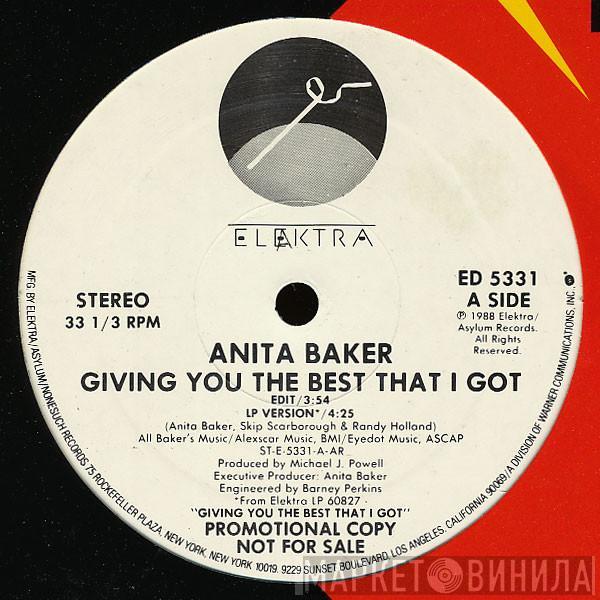 ELEKTRA
STEREO
33 1/3 RPM
ED 5331
A SIDE
Ⓟ 1988 Elektra/
Asylum Records.
All Rights
Reserved.
ANITA BAKER
GIVING YOU THE BEST THAT I GOT
EDIT/3:54
LP VERSION*/4:25
(Anita Baker, Skip Scarborough & Randy Holland)
All Baker's Music/Alexscar Music, BMI/Eyedot Music, ASCAP
ST-E-5331-A-AR
Produced by Michael J. Powell
Executive Producer: Anita Baker
Engineered by Barney Perkins
*From Elektra LP 60827
"GIVING YOU THE BEST THAT I GOT"
PROMOTIONAL COPY
NOT FOR SALE
MFG. BY ELEKTRA/ASYLUM/NONESUCH RECORDS 75 ROCKEFELLER PLAZA, NEW YORK, NEW YORK 10019. 9229 SUNSET BOULEVARD, LOS ANGELES, CALIFORNIA 90069/A DIVISION OF WARNER COMMUNICATIONS, INC.
МАРКЕТ ВИНИЛА